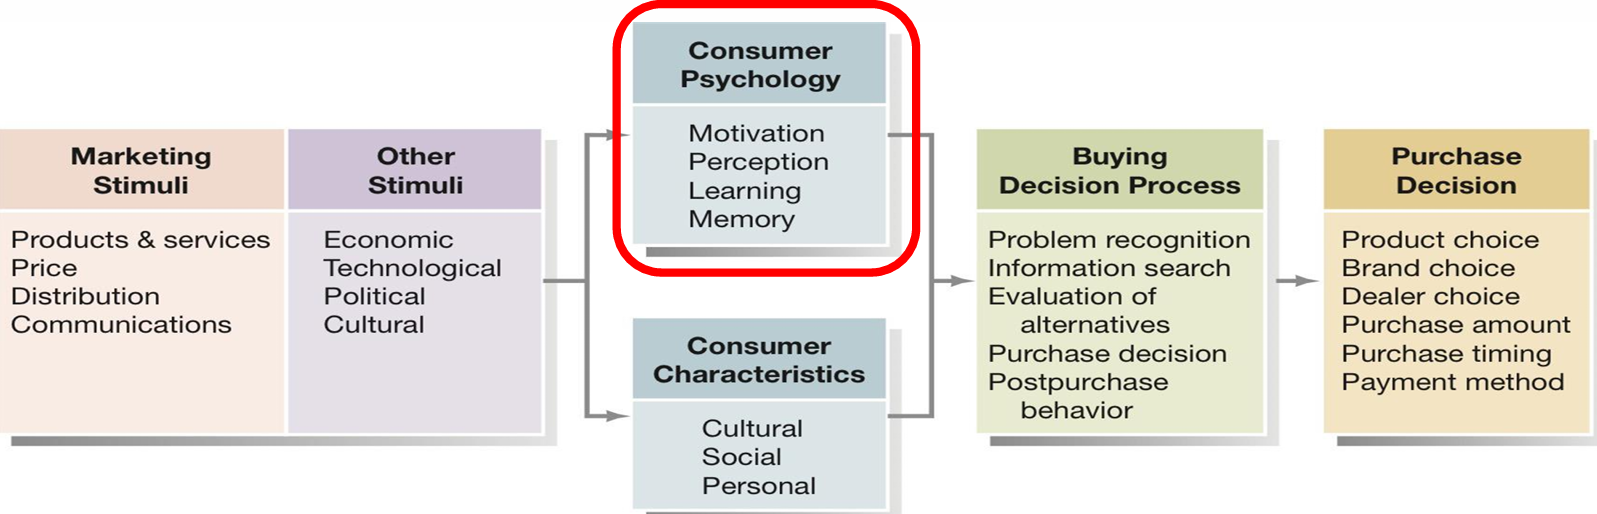 Marketing
Stimuli
Products & services
Price
Distribution
Communications
Other
Stimuli
Economic
Technological
Political
Cultural
Consumer
Psychology
Motivation
Perception
Learning
Memory
Consumer
Characteristics
Cultural
Social
Personal
Buying
Decision Process
Problem recognition
Information search
Evaluation of
alternatives
Purchase decision
Postpurchase
behavior
Purchase
Decision
Product choice
Brand choice
Dealer choice
Purchase amount
Purchase timing
Payment method